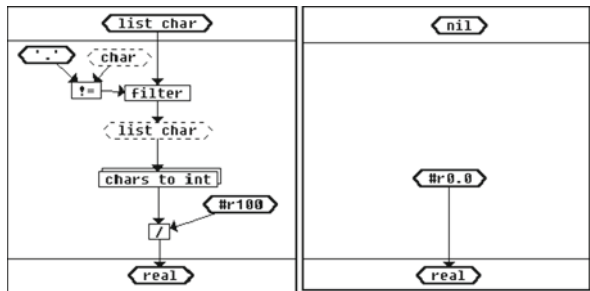 list char
'.'
char
!=
filter
list char
chars to int
#r100
/
real
nil
#r0.0
real